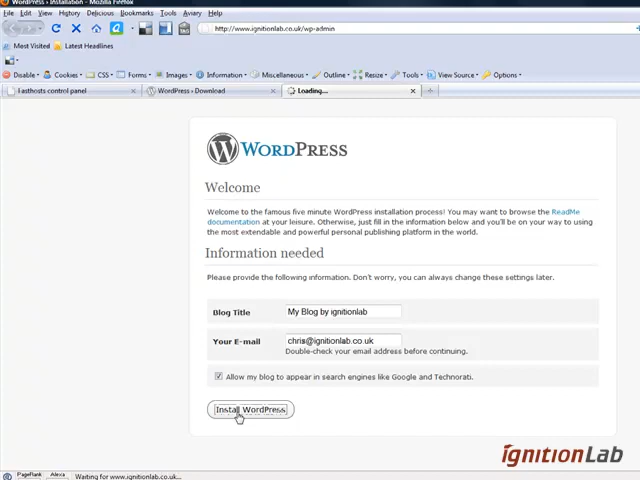 WordPress › Installation - Mozilla Firefox
File Edit View History Delicious Bookmarks Tools Aviary Help
http://www.ignitionlab.co.uk/wp-admin
Most Visited Latest Headlines
Disable Cookies CSS Forms Images Information Miscellaneous Outline Resize Tools View Source Options
Fasthosts control panel WordPress › Download Loading...
WORDPRESS
Welcome
Welcome to the famous five minute WordPress installation process! You may want to browse the ReadMe
documentation at your leisure. Otherwise, just fill in the information below and you'll be on your way to using
the most extendable and powerful personal publishing platform in the world.
Information needed
Please provide the following information. Don't worry, you can always change these settings later.
Blog Title My Blog by ignitionlab
Your E-mail chris@ignitionlab.co.uk
Double-check your email address before continuing.
Allow my blog to appear in search engines like Google and Technorati.
Install WordPress
ignitionLab
PageRank Alexa Waiting for www.ignitionlab.co.uk...